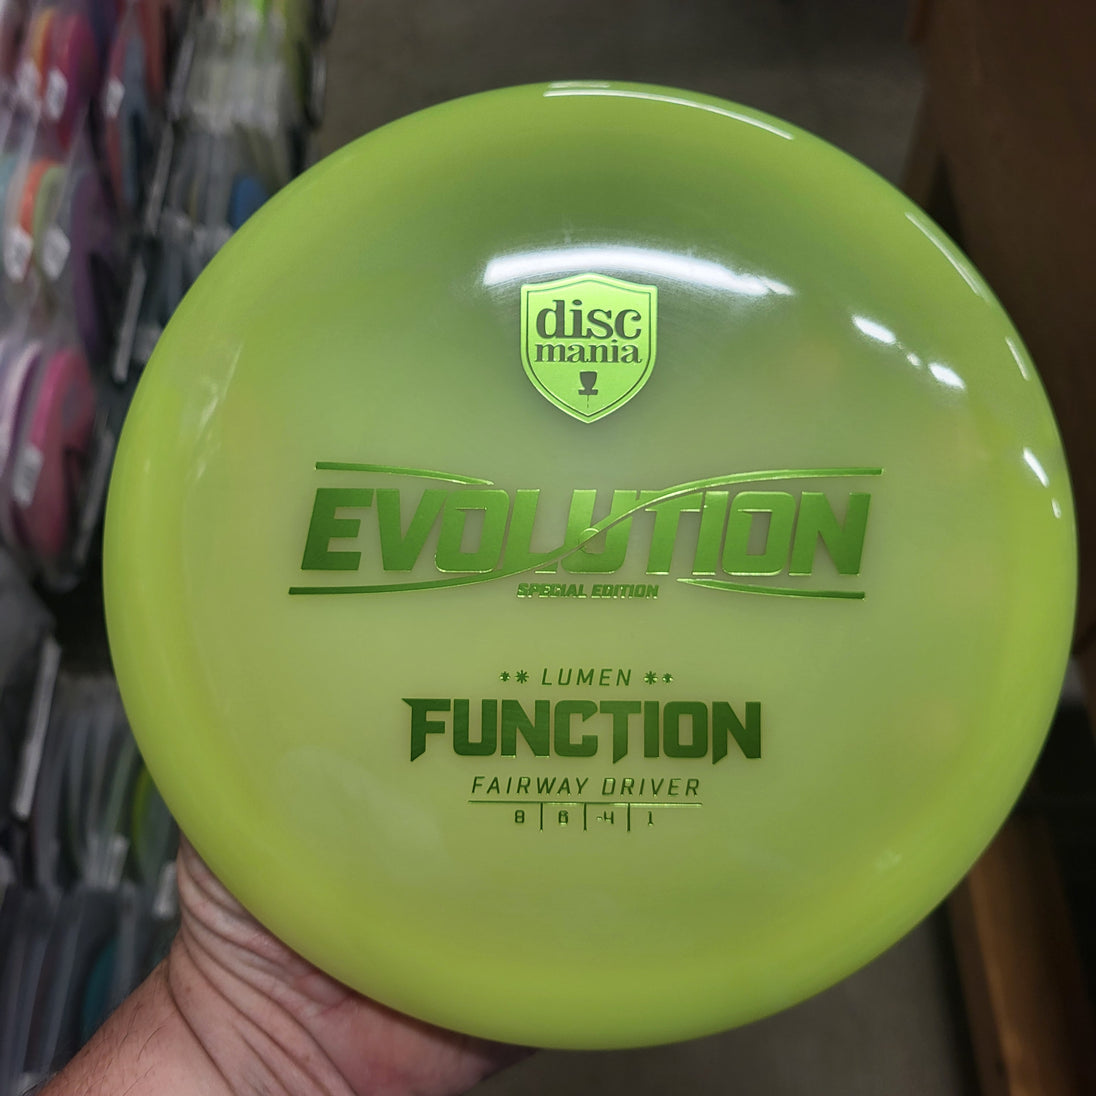 disc
mania
EVOLUTION
SPECIAL EDITION
** LUMEN **
FUNCTION
FAIRWAY DRIVER
8 | 6 | -4 | 1